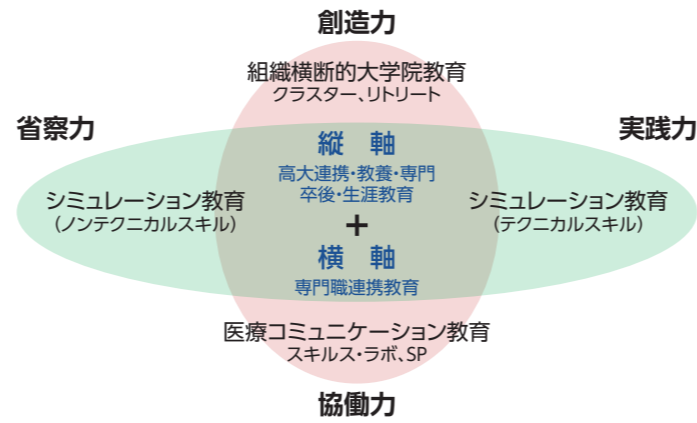 創造力
組織横断的大学院教育
クラスター、リトリート
省察力
実践力
縦 軸
高大連携・教養・専門
卒後・生涯教育
シミュレーション教育
(ノンテクニカルスキル)
シミュレーション教育
(テクニカルスキル)
+
横 軸
専門職連携教育
医療コミュニケーション教育
スキルス・ラボ、SP
協働力